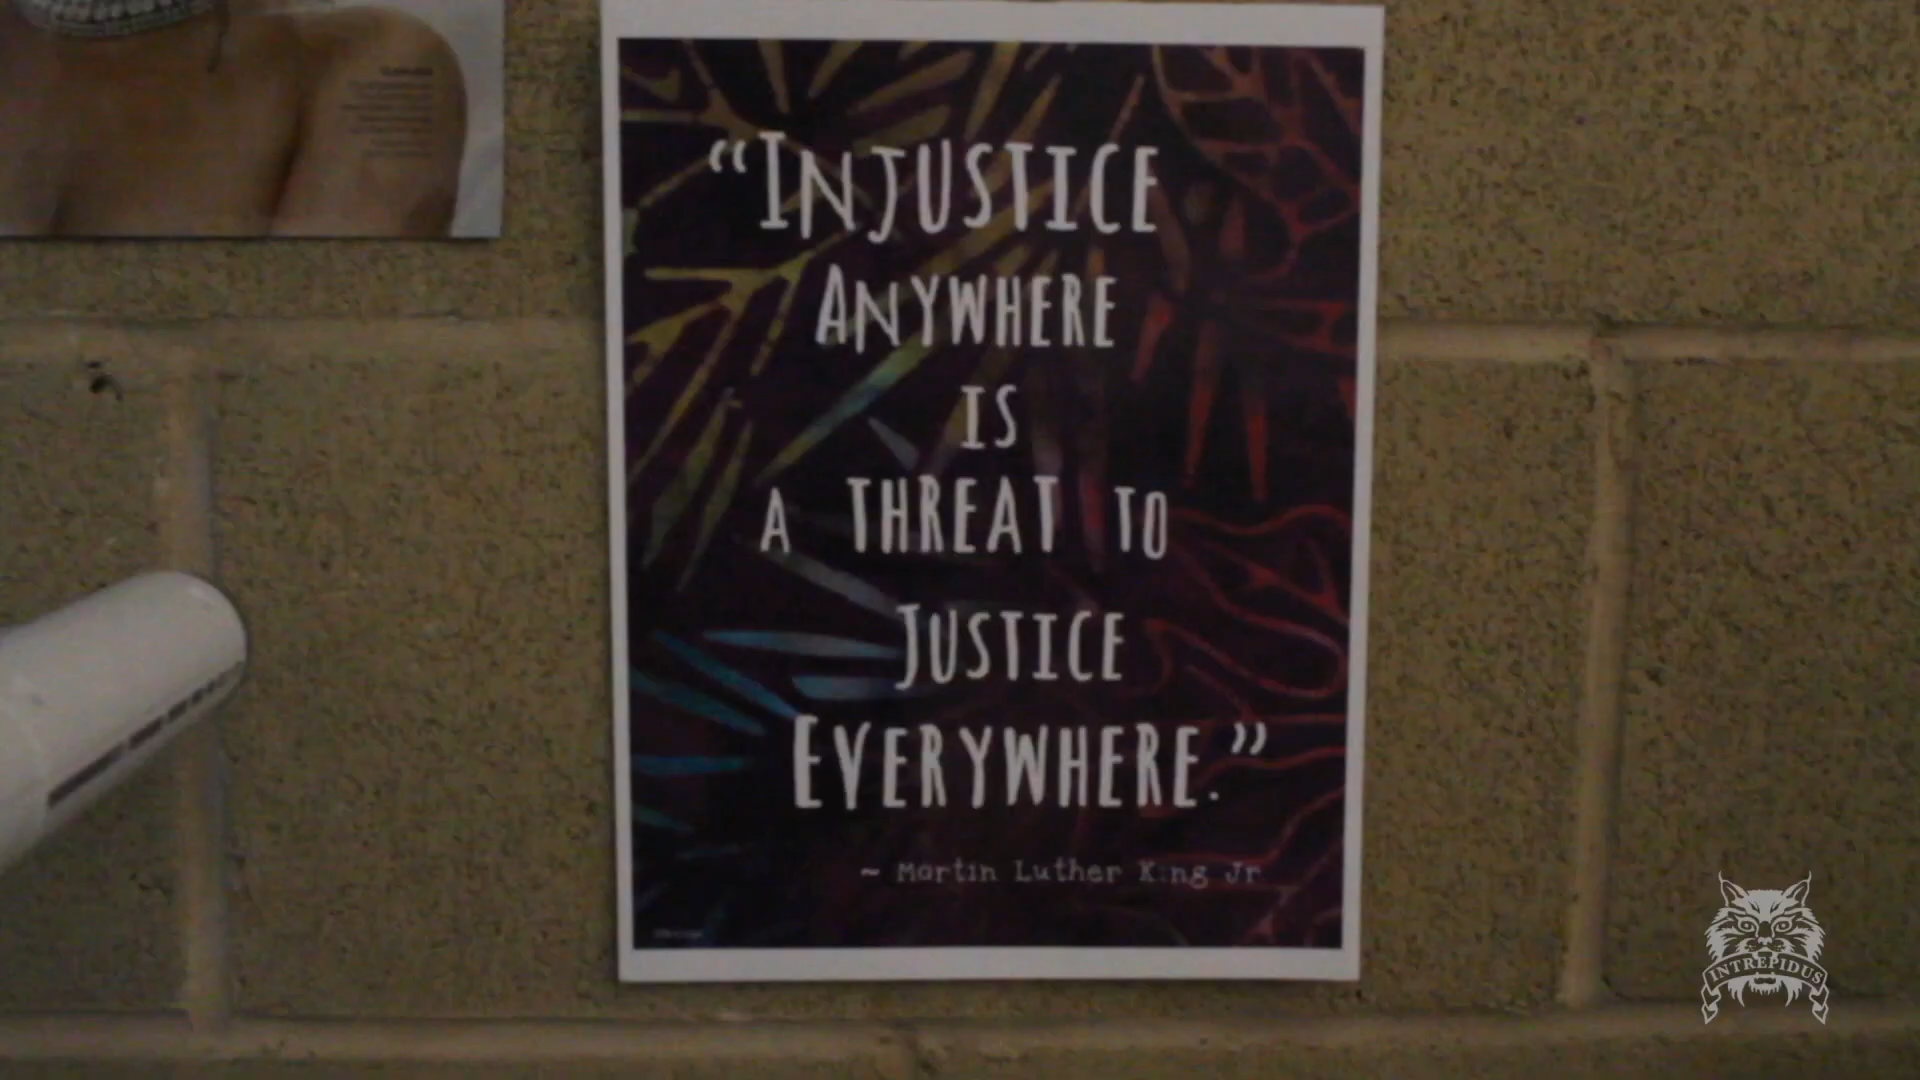 “INJUSTICE
ANYWHERE
IS
A THREAT TO
JUSTICE
EVERYWHERE.”
~ Martin Luther King Jr
INTREPIDUS